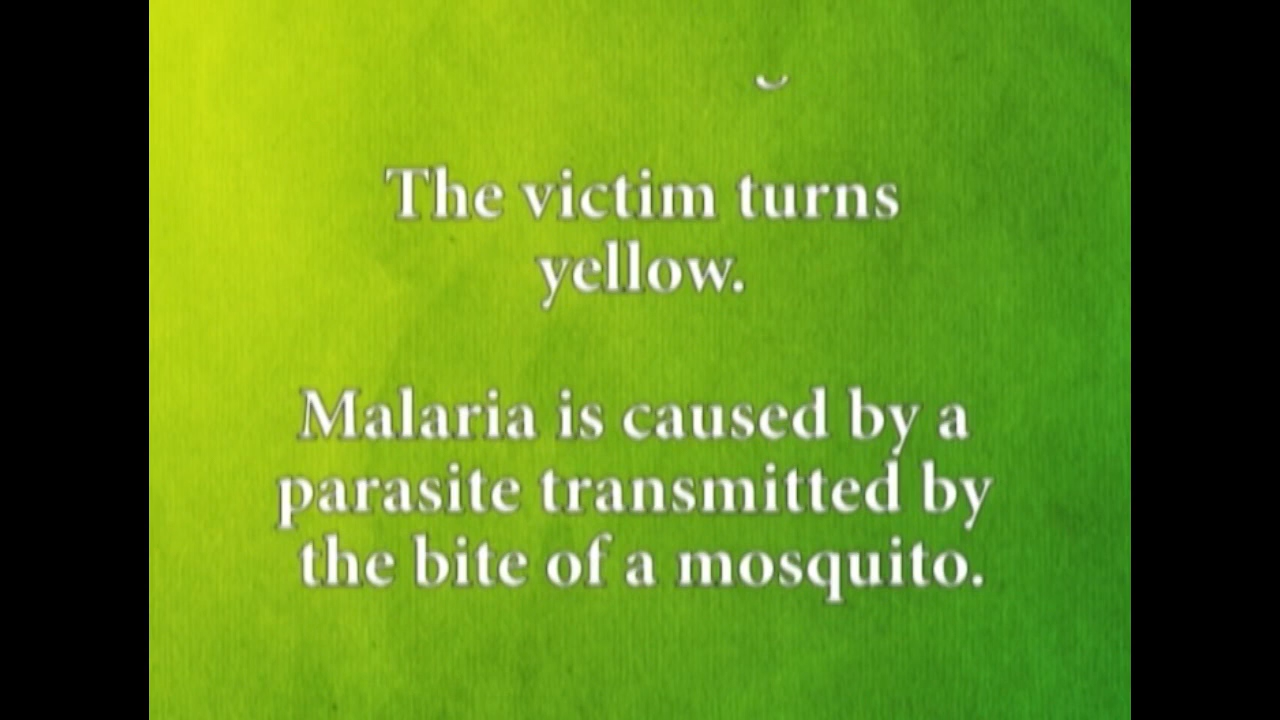 The victim turns
yellow.
Malaria is caused by a
parasite transmitted by
the bite of a mosquito.